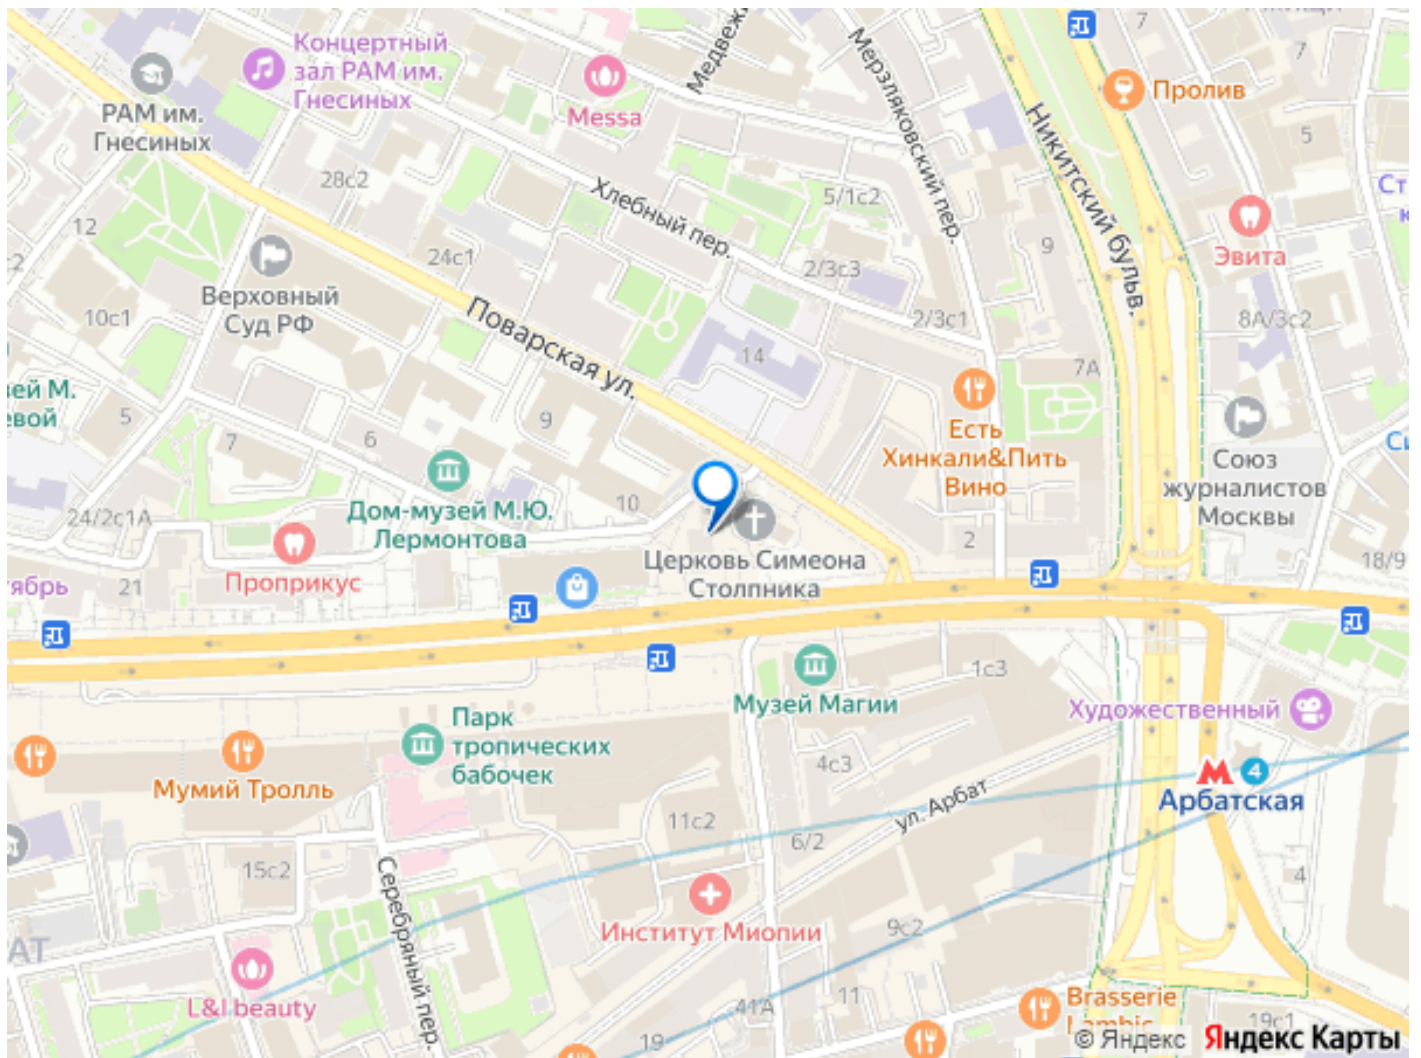 Концертный
зал РАМ им.
Гнесиных
РАМ им.
Гнесиных
Messa
Мерзляковский пер.
Никитский бульв.
7
Пролив
7
5
28с2
Хлебный пер.
5/1с2
12
24с1
9
Эвита
2/3с3
Верховный
Суд РФ
10с1
Поварская ул.
2/3с1
8А/3с2
14
7А
5
7
6
9
Есть
Хинкали&Пить
Вино
Союз
журналистов
Москвы
24/2с1А
Дом-музей М.Ю.
Лермонтова
10
2
18/9
Проприкус
21
Церковь Симеона
Столпника
1с3
Музей Магии
Художественный
Парк
тропических
бабочек
Мумий Тролль
4с3
М 4
Арбатская
ул. Арбат
11с2
6/2
15с2
Серебряный пер.
4
Институт Миопии
9с2
L&I beauty
41А
11
19
Brasserie
Lambic
19с1
© Яндекс Яндекс Карты